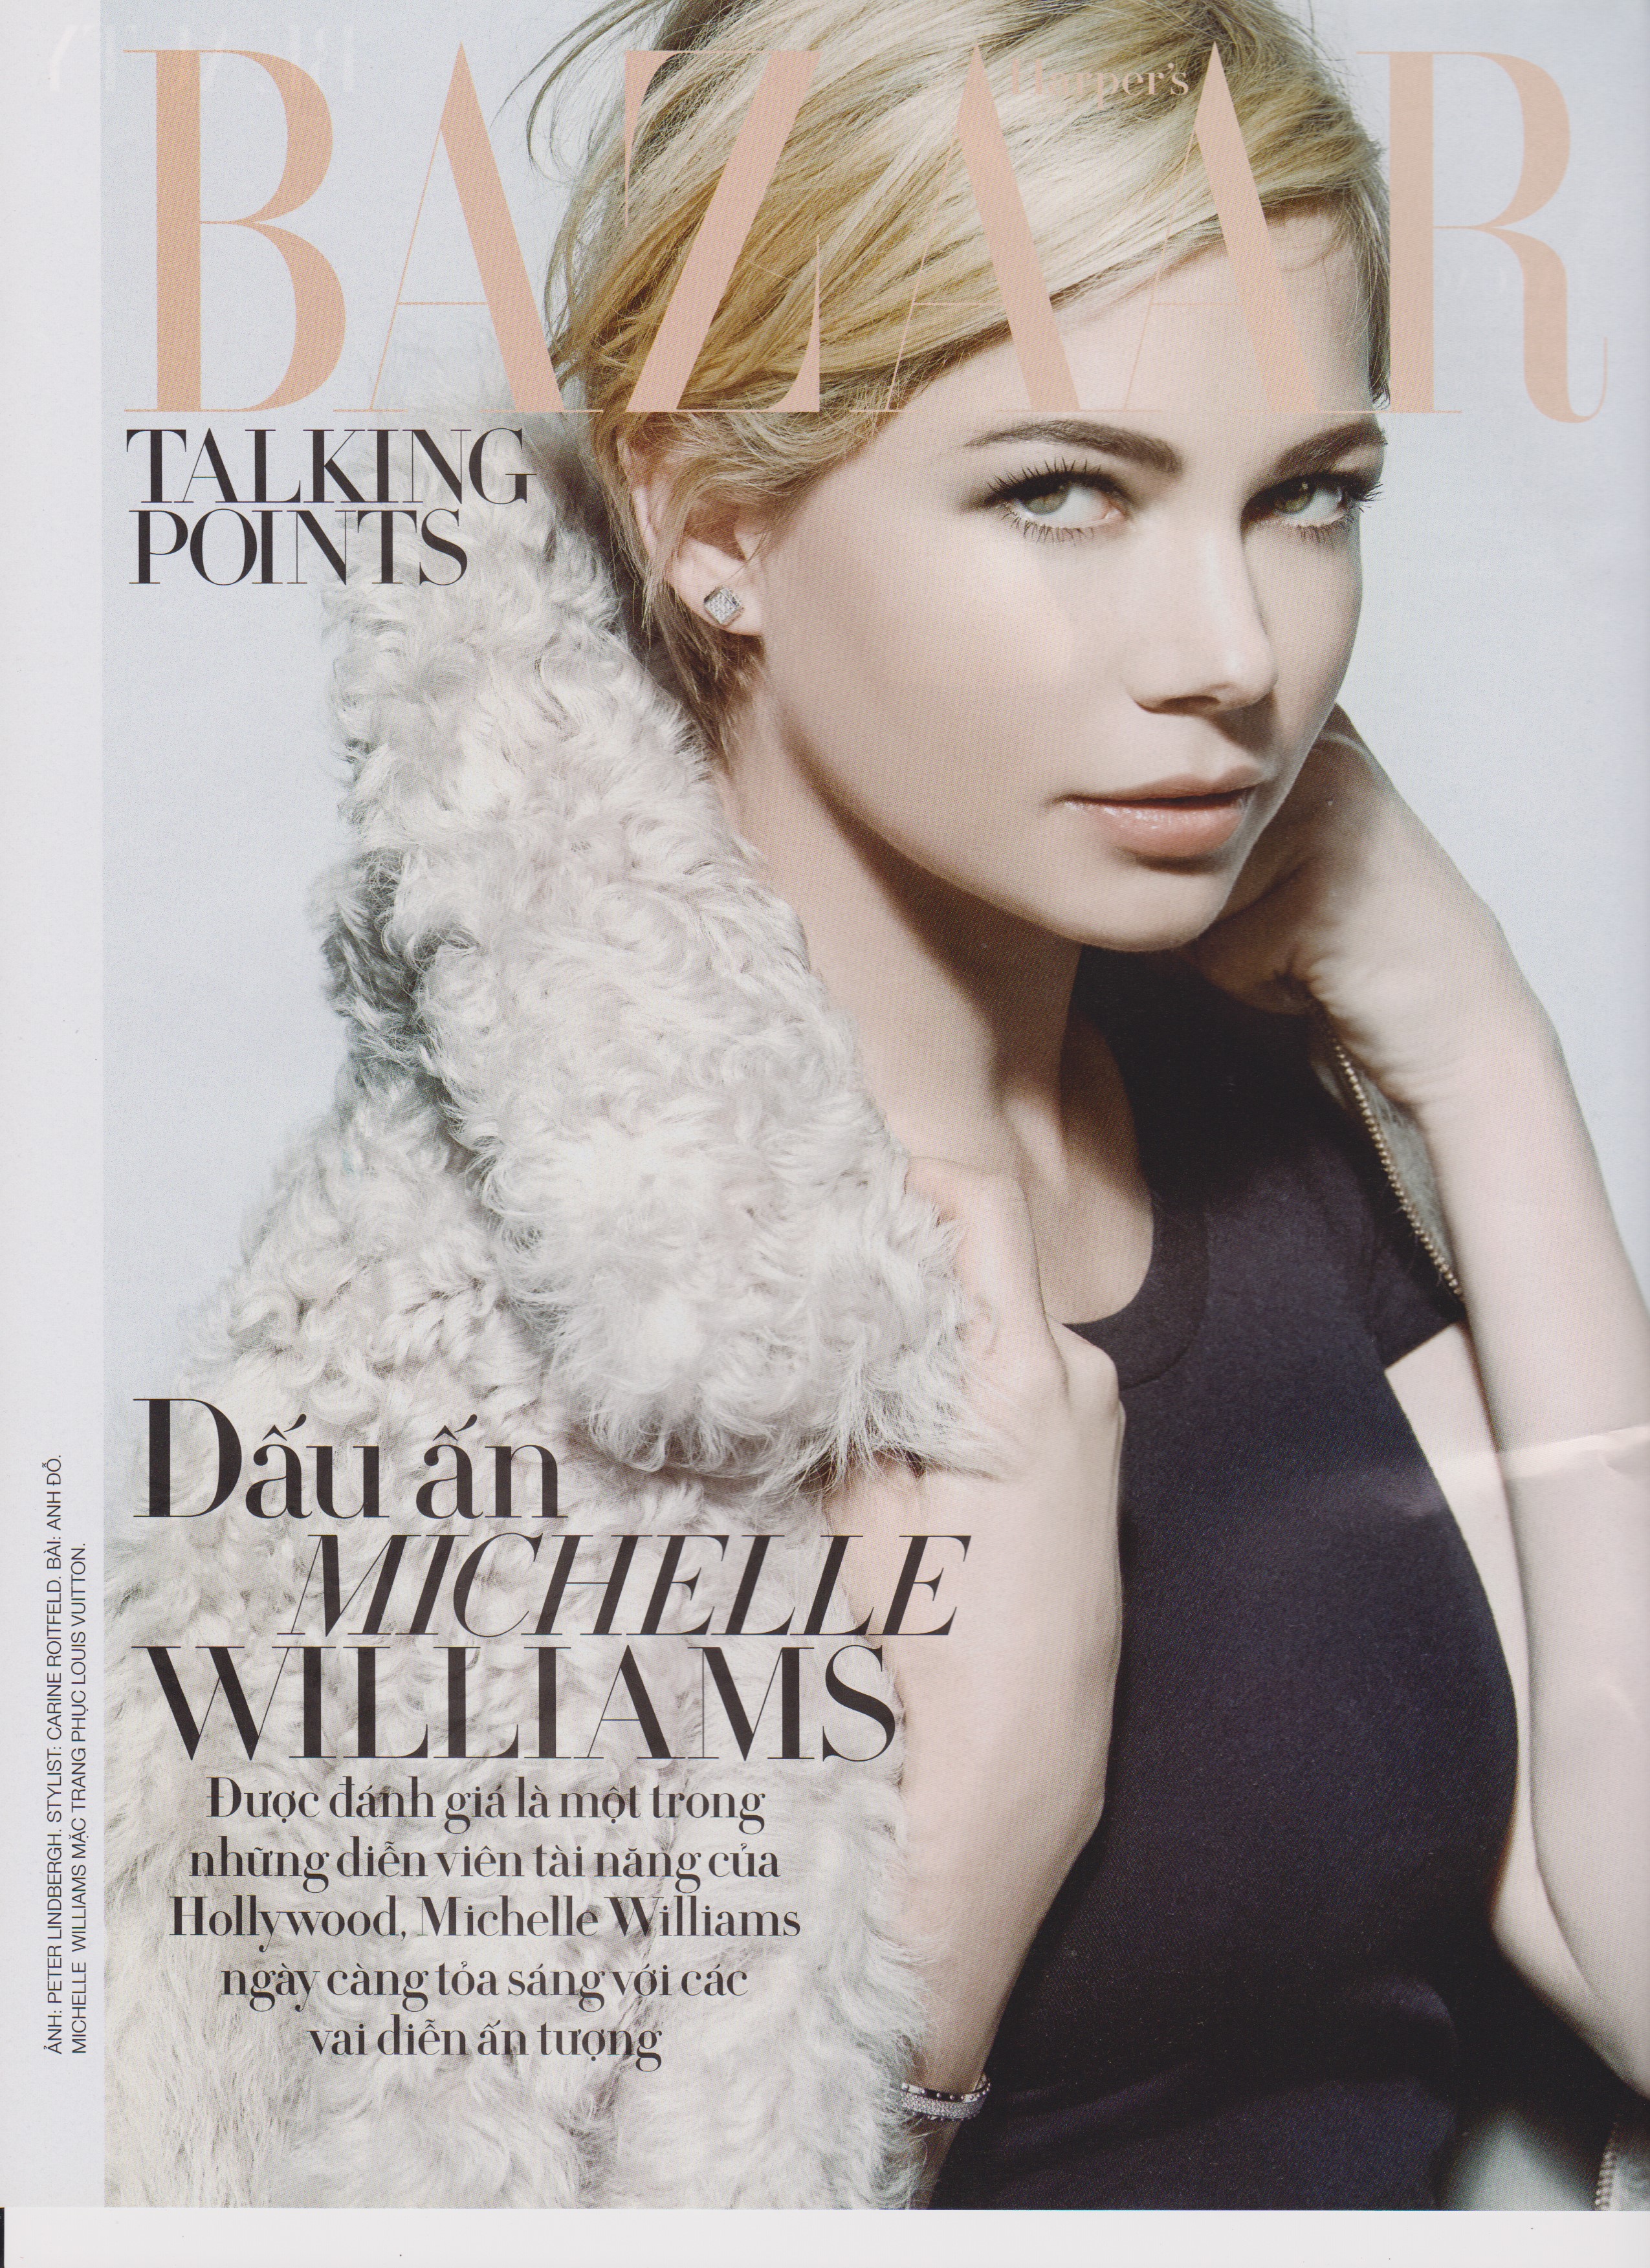 Harper's
BAZAAR
TALKING
POINTS
Dấu ấn
MICHELLE
WILLIAMS
Được đánh giá là một trong
những diễn viên tài năng của
Hollywood, Michelle Williams
ngày càng tỏa sáng với các
vai diễn ấn tượng
ẢNH: PETER LINDBERGH. STYLIST: CARINE ROITFELD. BÀI: ANH ĐỖ.
MICHELLE WILLIAMS MẶC TRANG PHỤC LOUIS VUITTON.